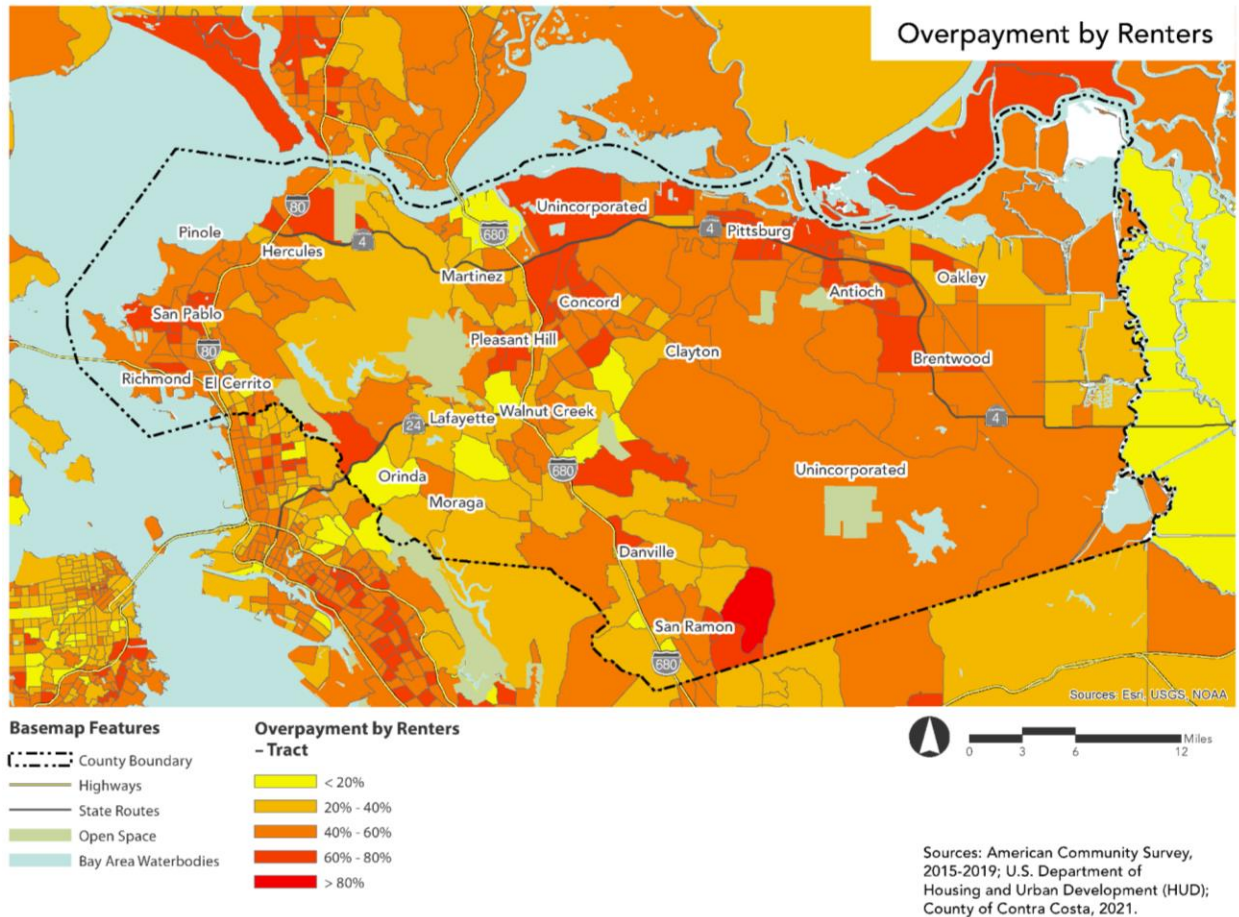 Overpayment by Renters
Unincorporated
80
Pinole
Hercules
4
680
4
Pittsburg
Martinez
Oakley
Antioch
Concord
San Pablo
Pleasant Hill
80
Clayton
Brentwood
Richmond
El Cerrito
Lafayette
Walnut Creek
24
4
Orinda
680
Unincorporated
Moraga
Danville
San Ramon
680
Sources: Esri, USGS, NOAA
Basemap Features
County Boundary
Highways
State Routes
Open Space
Bay Area Waterbodies
Overpayment by Renters
– Tract
< 20%
20% - 40%
40% - 60%
60% - 80%
> 80%
Miles
0 3 6 12
Sources: American Community Survey,
2015-2019; U.S. Department of
Housing and Urban Development (HUD);
County of Contra Costa, 2021.